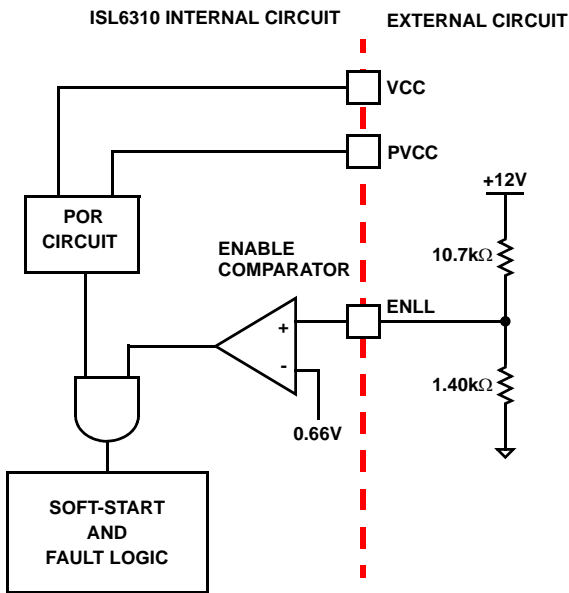 ISL6310 INTERNAL CIRCUIT
EXTERNAL CIRCUIT
VCC
PVCC
+12V
POR
CIRCUIT
10.7kΩ
ENABLE
COMPARATOR
ENLL
+
-
1.40kΩ
0.66V
SOFT-START
AND
FAULT LOGIC